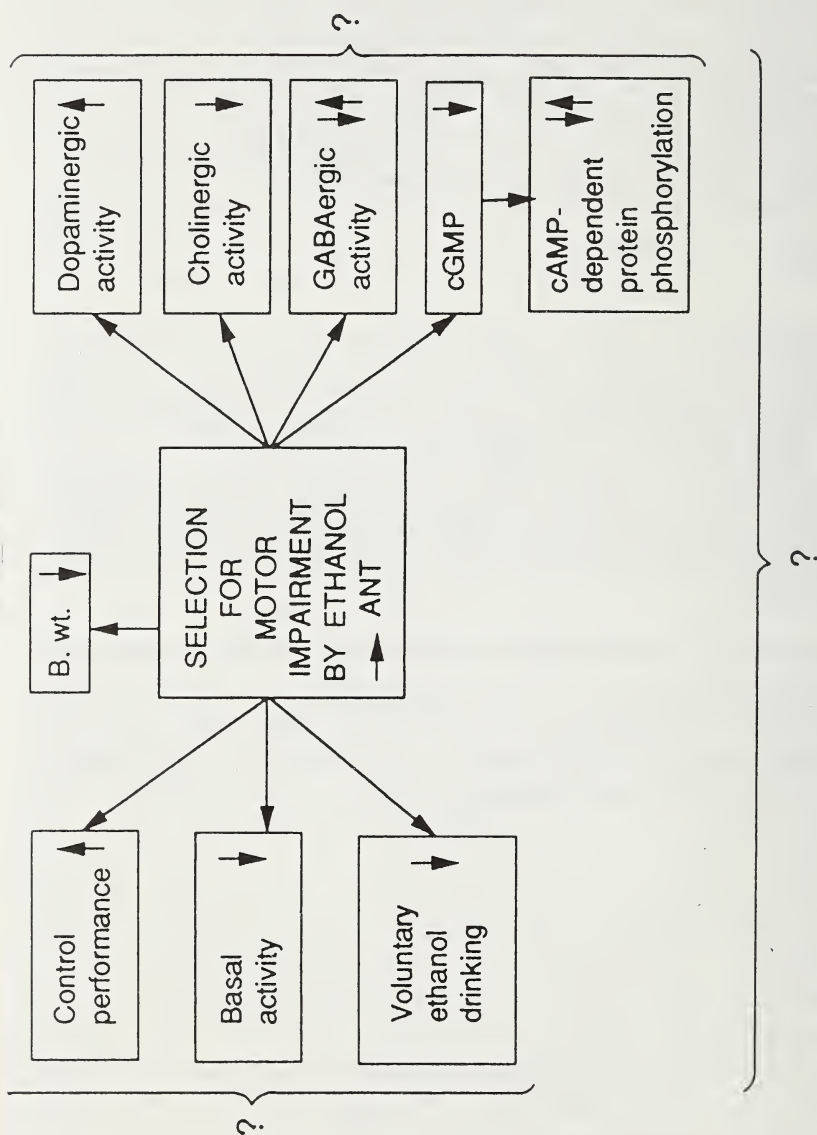 ?
Control
performance
Basal
activity
Voluntary
ethanol
drinking
B. wt.
SELECTION
FOR
MOTOR
IMPAIRMENT
BY ETHANOL
→ ANT
Dopaminergic
activity
Cholinergic
activity
GABAergic
activity
cGMP
cAMP-
dependent
protein
phosphorylation
?
?